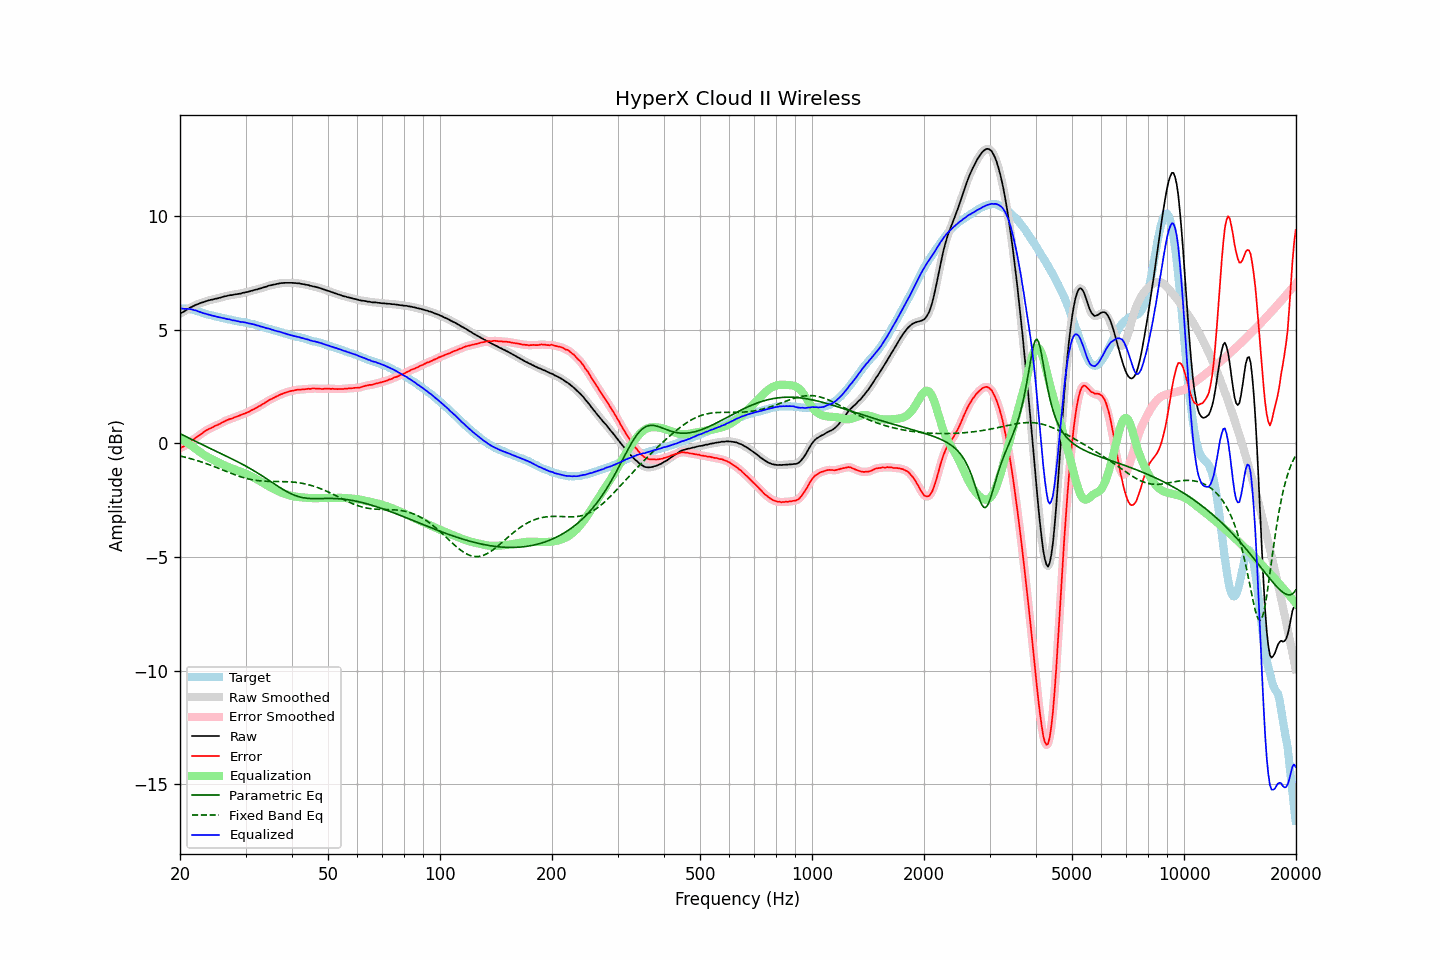 HyperX Cloud II Wireless
Amplitude (dBr)
10
5
0
−5
−10
−15
Target
Raw Smoothed
Error Smoothed
Raw
Error
Equalization
Parametric Eq
Fixed Band Eq
Equalized
20 50 100 200 500 1000 2000 5000 10000 20000
Frequency (Hz)